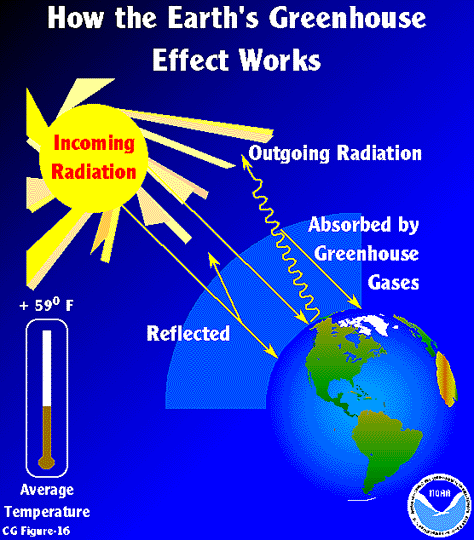 How the Earth's Greenhouse
Effect Works
Incoming
Radiation
Outgoing Radiation
Absorbed by
Greenhouse
Gases
+ 59⁰ F
Reflected
Average
Temperature
CG Figure-16
NOAA